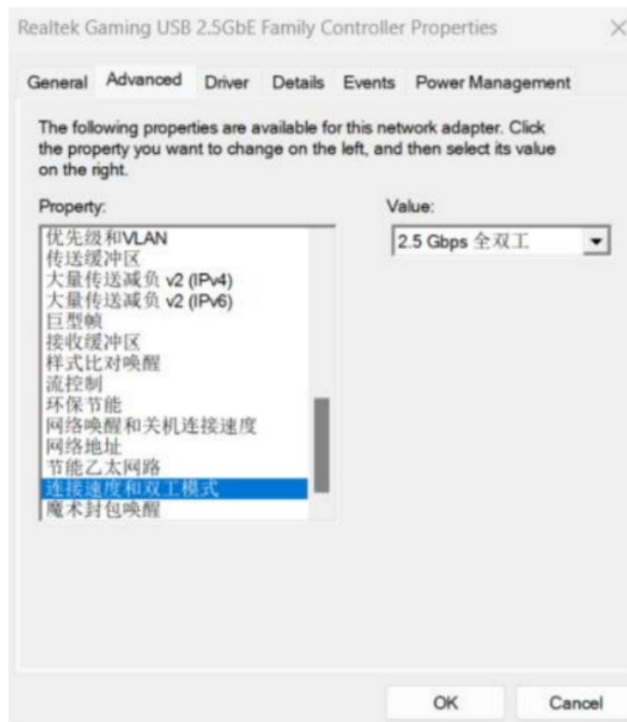 Realtek Gaming USB 2.5GbE Family Controller Properties
General Advanced Driver Details Events Power Management
The following properties are available for this network adapter. Click
the property you want to change on the left, and then select its value
on the right.
Property:
Value:
优先级和VLAN
传送缓冲区
大量传送减负 v2 (IPv4)
大量传送减负 v2 (IPv6)
巨型帧
接收缓冲区
样式比对唤醒
流控制
环保节能
网络唤醒和关机连接速度
网络地址
节能乙太网路
连接速度和双工模式
魔术封包唤醒
2.5 Gbps 全双工
OK
Cancel